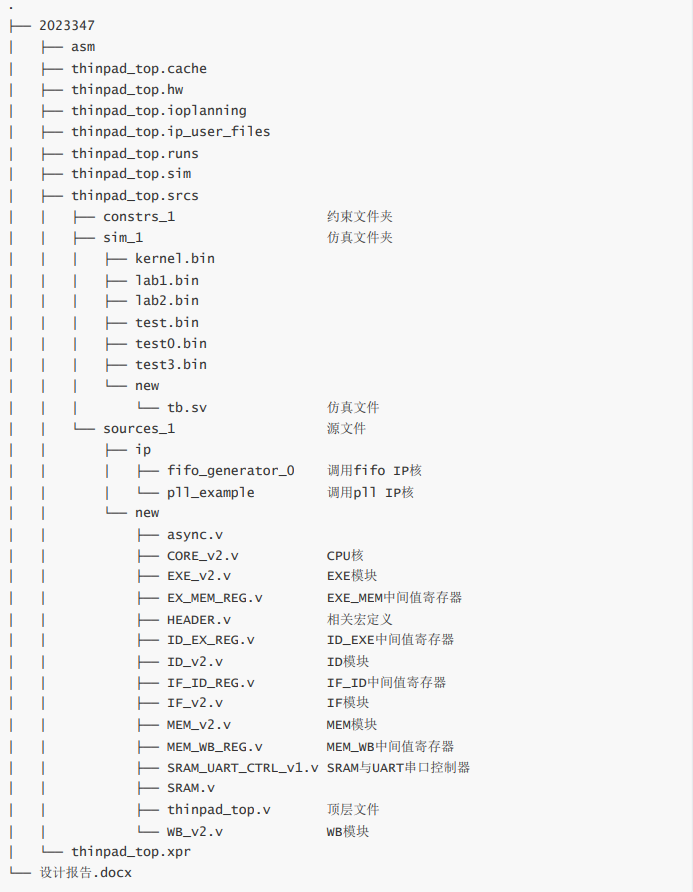 .
├── 2023347
│   ├── asm
│   ├── thinpad_top.cache
│   ├── thinpad_top.hw
│   ├── thinpad_top.ioplanning
│   ├── thinpad_top.ip_user_files
│   ├── thinpad_top.runs
│   ├── thinpad_top.sim
│   ├── thinpad_top.srcs
│   │   ├── constrs_1                   约束文件夹
│   │   ├── sim_1                       仿真文件夹
│   │   │   ├── kernel.bin
│   │   │   ├── lab1.bin
│   │   │   ├── lab2.bin
│   │   │   ├── test.bin
│   │   │   ├── test0.bin
│   │   │   ├── test3.bin
│   │   │   └── new
│   │   │       └── tb.sv               仿真文件
│   │   └── sources_1                   源文件
│   │       ├── ip
│   │       │   ├── fifo_generator_0    调用fifo IP核
│   │       │   └── pll_example         调用pll IP核
│   │       └── new
│   │           ├── async.v
│   │           ├── CORE_v2.v           CPU核
│   │           ├── EXE_v2.v            EXE模块
│   │           ├── EX_MEM_REG.v        EXE_MEM中间值寄存器
│   │           ├── HEADER.v            相关宏定义
│   │           ├── ID_EX_REG.v         ID_EXE中间值寄存器
│   │           ├── ID_v2.v             ID模块
│   │           ├── IF_ID_REG.v         IF_ID中间值寄存器
│   │           ├── IF_v2.v             IF模块
│   │           ├── MEM_v2.v            MEM模块
│   │           ├── MEM_WB_REG.v        MEM_WB中间值寄存器
│   │           ├── SRAM_UART_CTRL_v1.v SRAM与UART串口控制器
│   │           ├── SRAM.v
│   │           ├── thinpad_top.v       顶层文件
│   │           └── WB_v2.v             WB模块
│   └── thinpad_top.xpr
└── 设计报告.docx